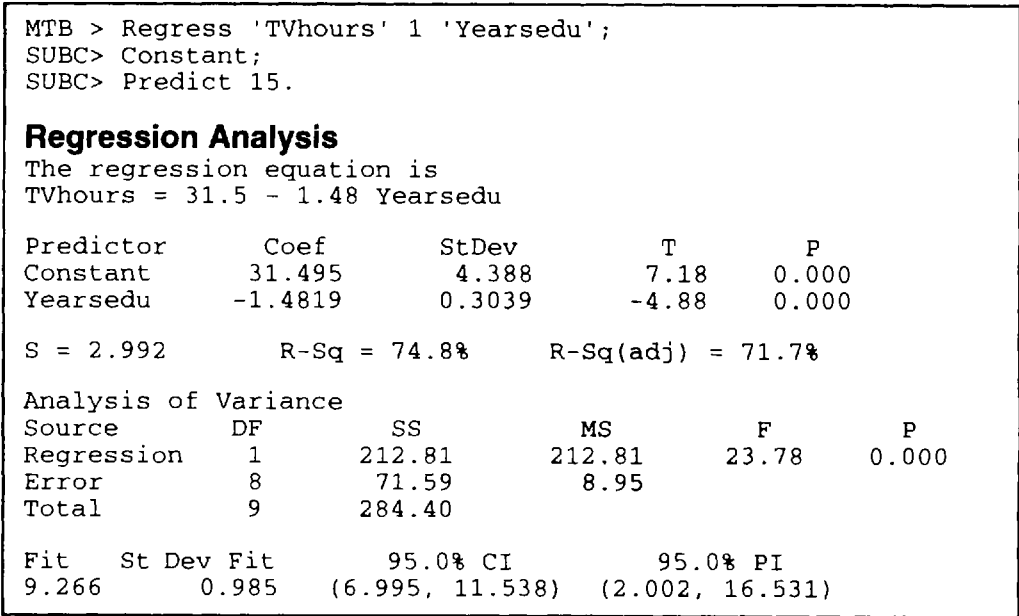 MTB > Regress 'TVhours' 1 'Yearsedu';
SUBC> Constant;
SUBC> Predict 15.
Regression Analysis
The regression equation is
TVhours = 31.5 - 1.48 Yearsedu
Predictor Coef StDev T P
Constant 31.495 4.388 7.18 0.000
Yearsedu -1.4819 0.3039 -4.88 0.000
S = 2.992 R-Sq = 74.8% R-Sq(adj) = 71.7%
Analysis of Variance
Source DF SS MS F P
Regression 1 212.81 212.81 23.78 0.000
Error 8 71.59 8.95
Total 9 284.40
Fit St Dev Fit 95.0% CI 95.0% PI
9.266 0.985 (6.995, 11.538) (2.002, 16.531)